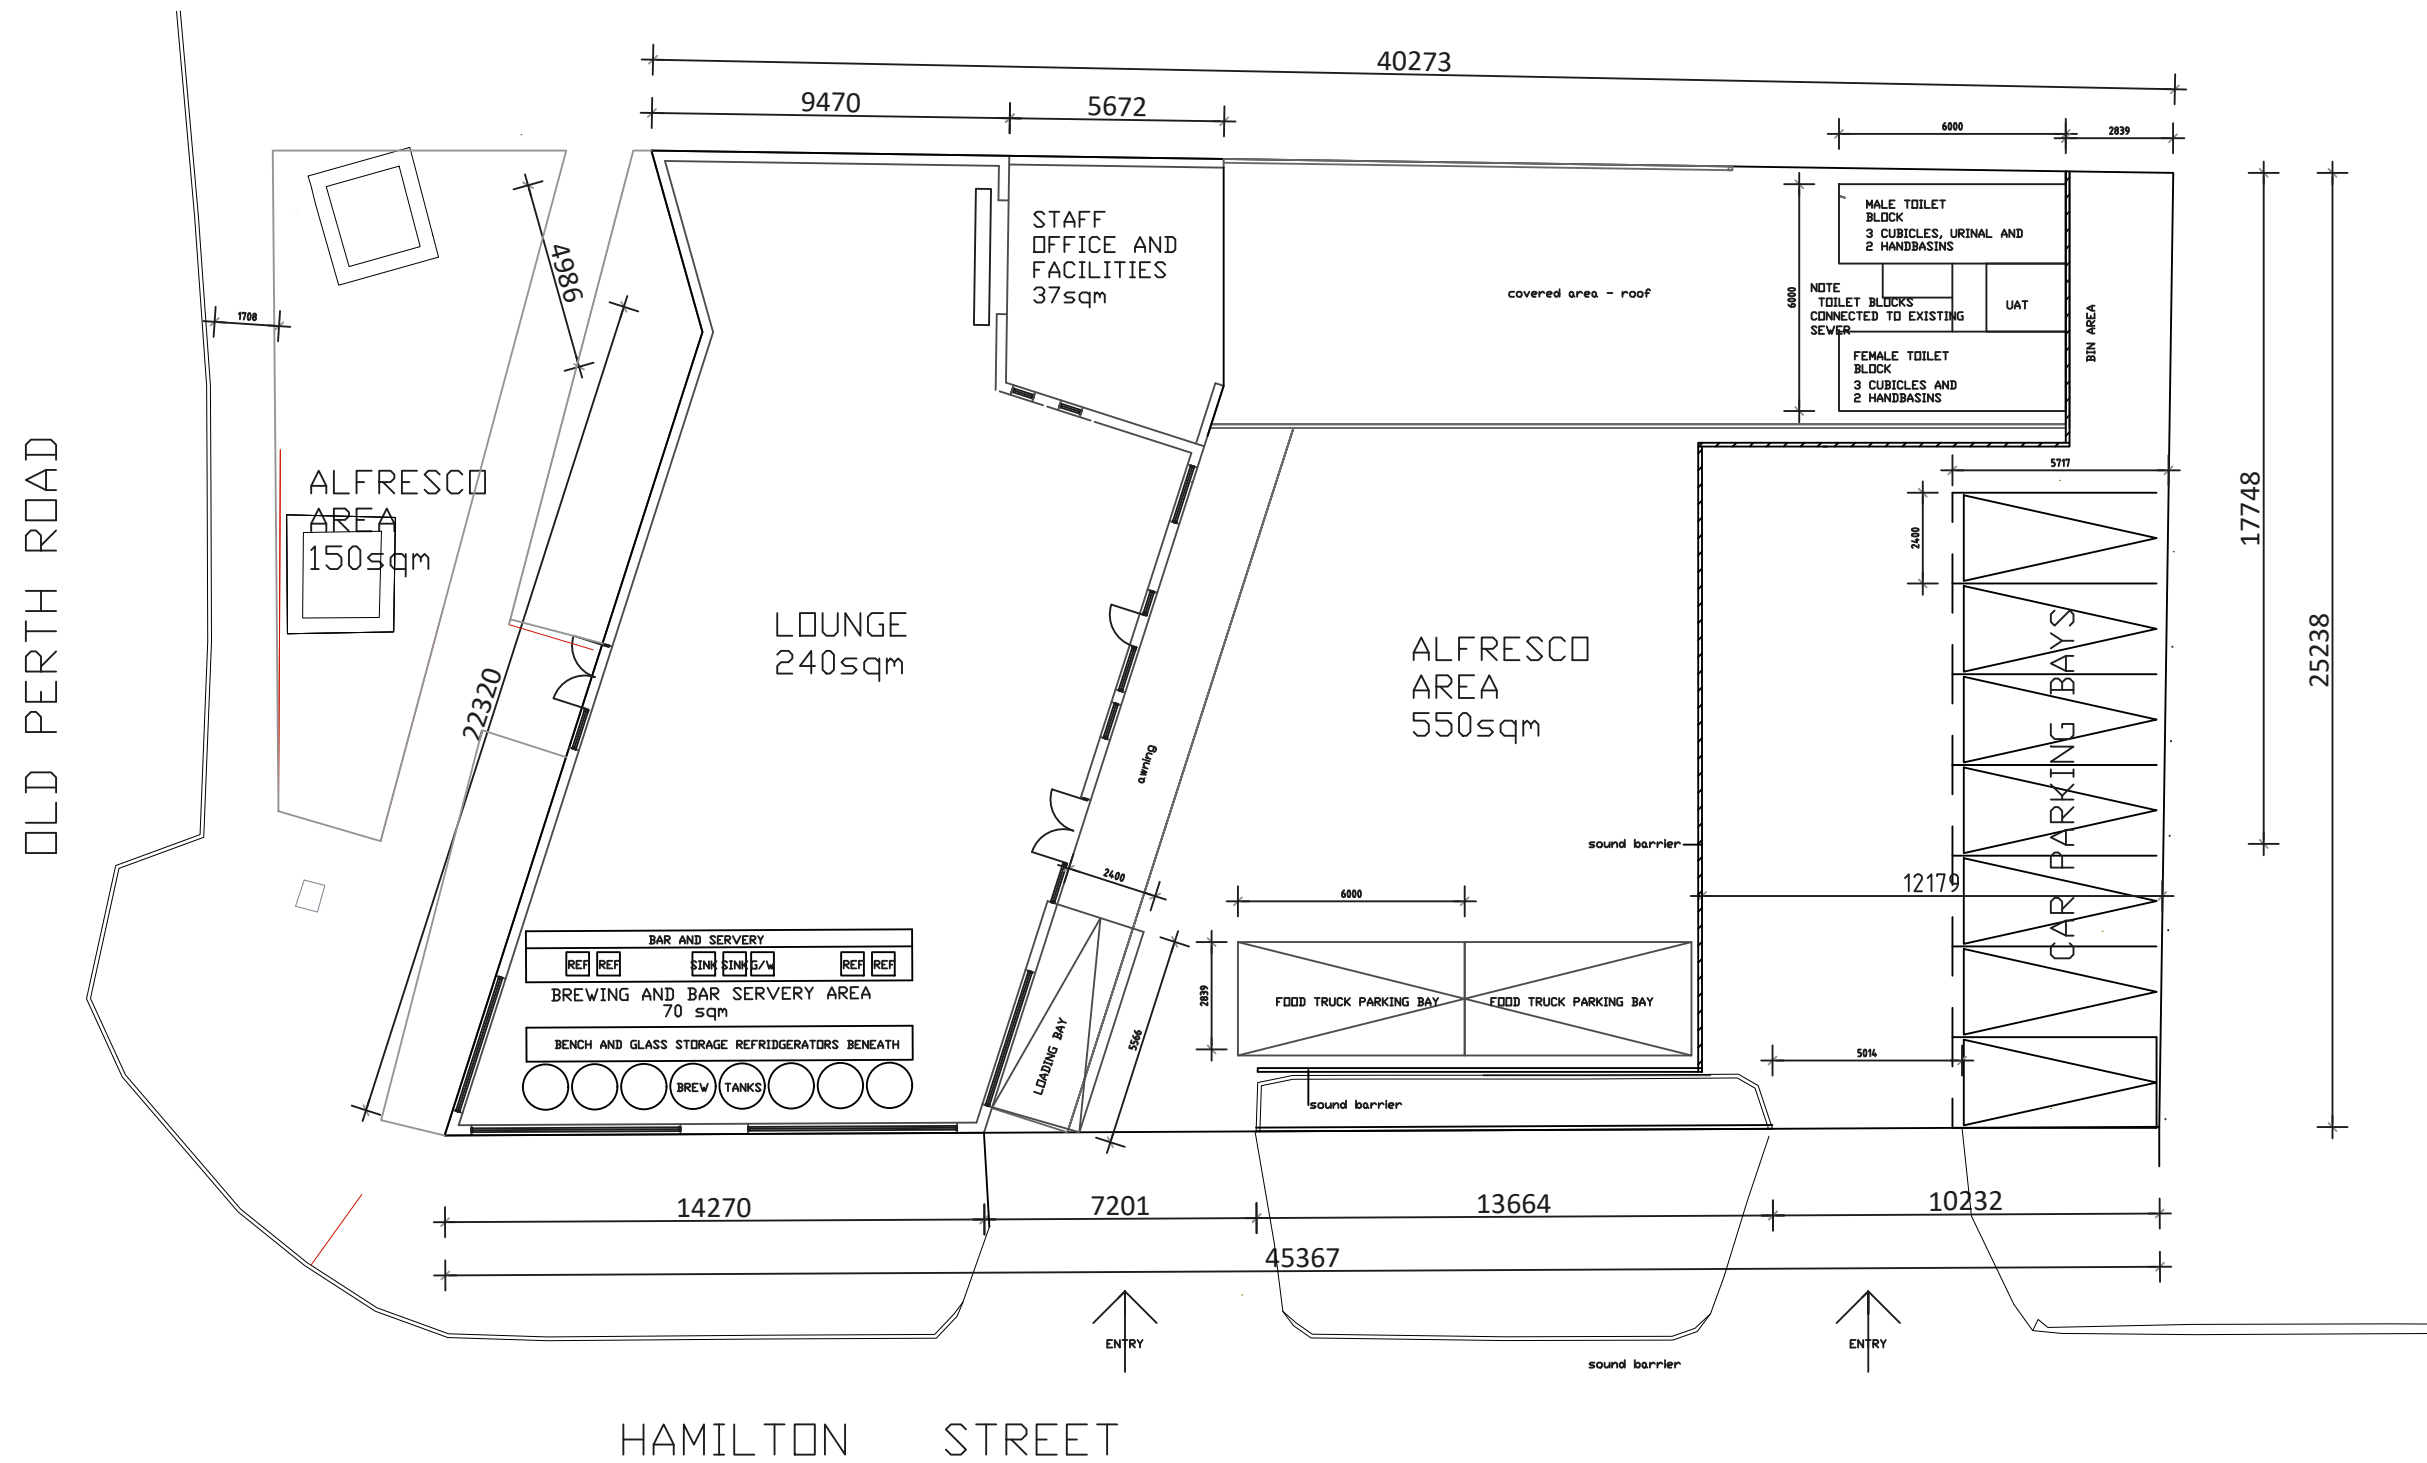 40273
9470
5672
6000
2839
STAFF
OFFICE AND
FACILITIES
37sqm
MALE TOILET
BLOCK
3 CUBICLES, URINAL AND
2 HANDBASINS
4986
1708
covered area - roof
6000
NOTE
TOILET BLOCKS
CONNECTED TO EXISTING
SEWER
UAT
BIN AREA
FEMALE TOILET
BLOCK
3 CUBICLES AND
2 HANDBASINS
OLD PERTH ROAD
ALFRESCO
AREA
150sqm
5717
2400
17748
25238
LOUNGE
240sqm
ALFRESCO
AREA
550sqm
CAR PARKING BAYS
22320
awning
sound barrier
2400
6000
12179
BAR AND SERVERY
REF
REF
SINK
SINK
G/W
REF
REF
BREWING AND BAR SERVERY AREA
70 sqm
2839
FOOD TRUCK PARKING BAY
FOOD TRUCK PARKING BAY
BENCH AND GLASS STORAGE REFRIDGERATORS BENEATH
LOADING BAY
5566
5014
BREW TANKS
sound barrier
14270
7201
13664
10232
45367
ENTRY
ENTRY
sound barrier
HAMILTON STREET